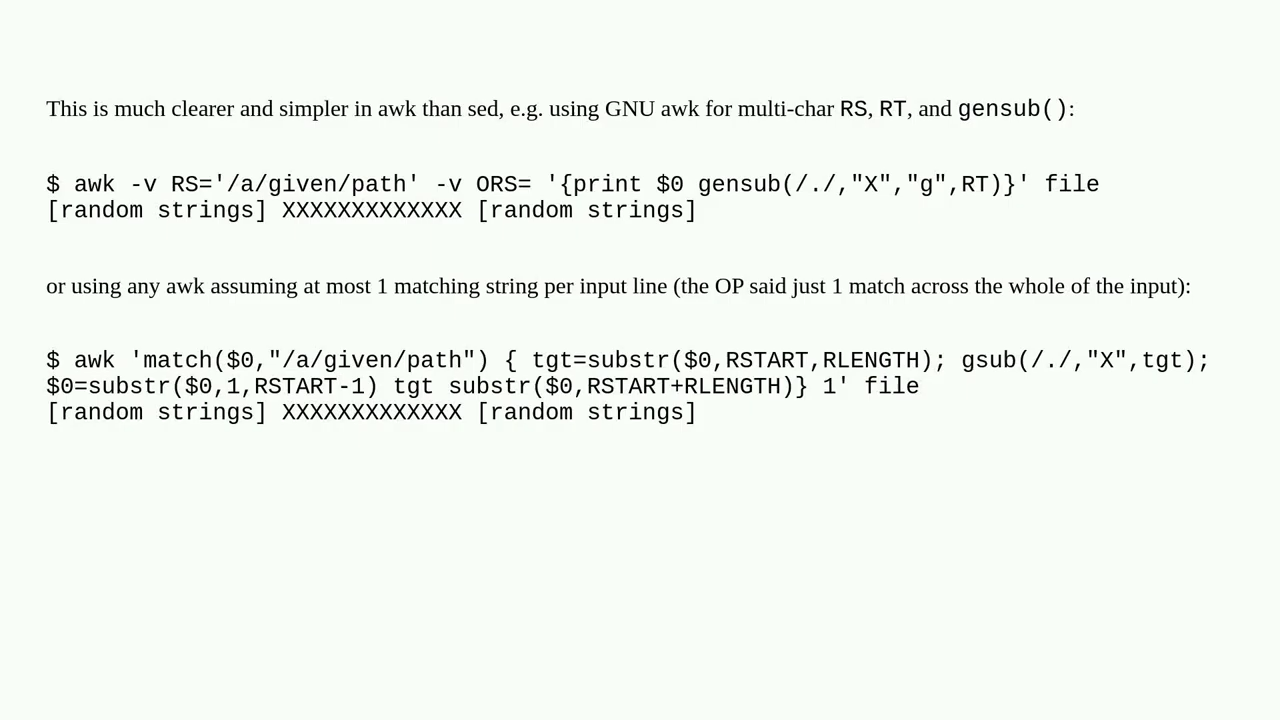 This is much clearer and simpler in awk than sed, e.g. using GNU awk for multi-char RS, RT, and gensub():
$ awk -v RS='/a/given/path' -v ORS= '{print $0 gensub(/./,"X","g",RT)}' file
[random strings] XXXXXXXXXXXXX [random strings]
or using any awk assuming at most 1 matching string per input line (the OP said just 1 match across the whole of the input):
$ awk 'match($0,"/a/given/path") { tgt=substr($0,RSTART,RLENGTH); gsub(/./,"X",tgt);
$0=substr($0,1,RSTART-1) tgt substr($0,RSTART+RLENGTH)} 1' file
[random strings] XXXXXXXXXXXXX [random strings]